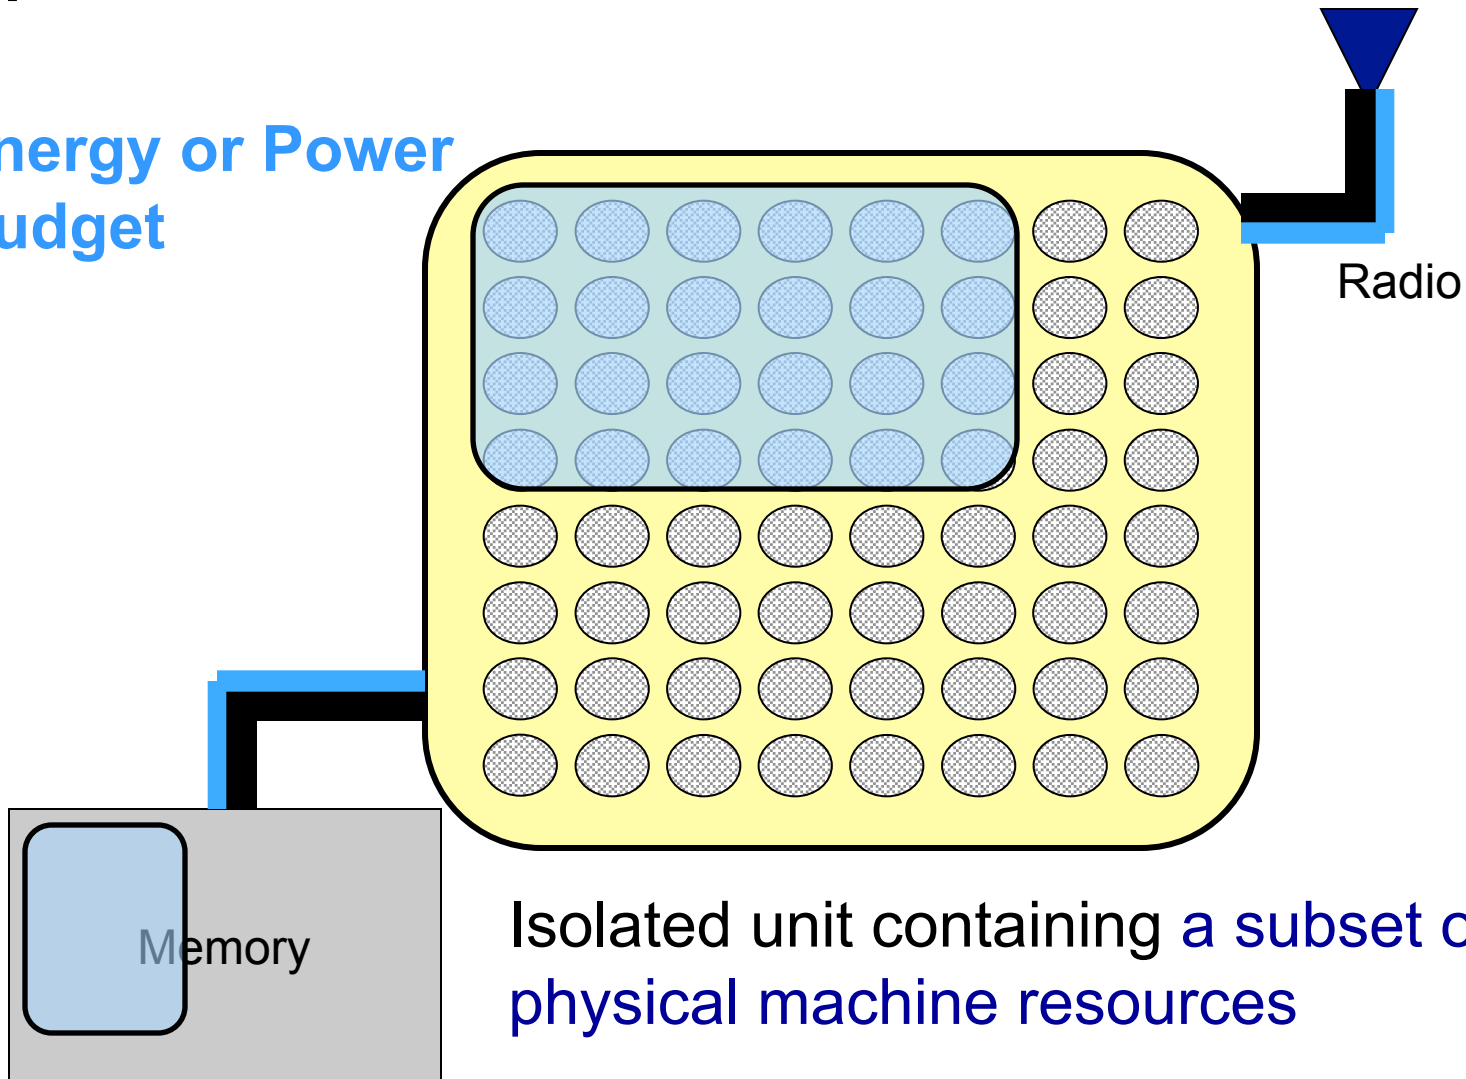 nergy or Power
udget
Radio
Memory
Isolated unit containing a subset o
physical machine resources